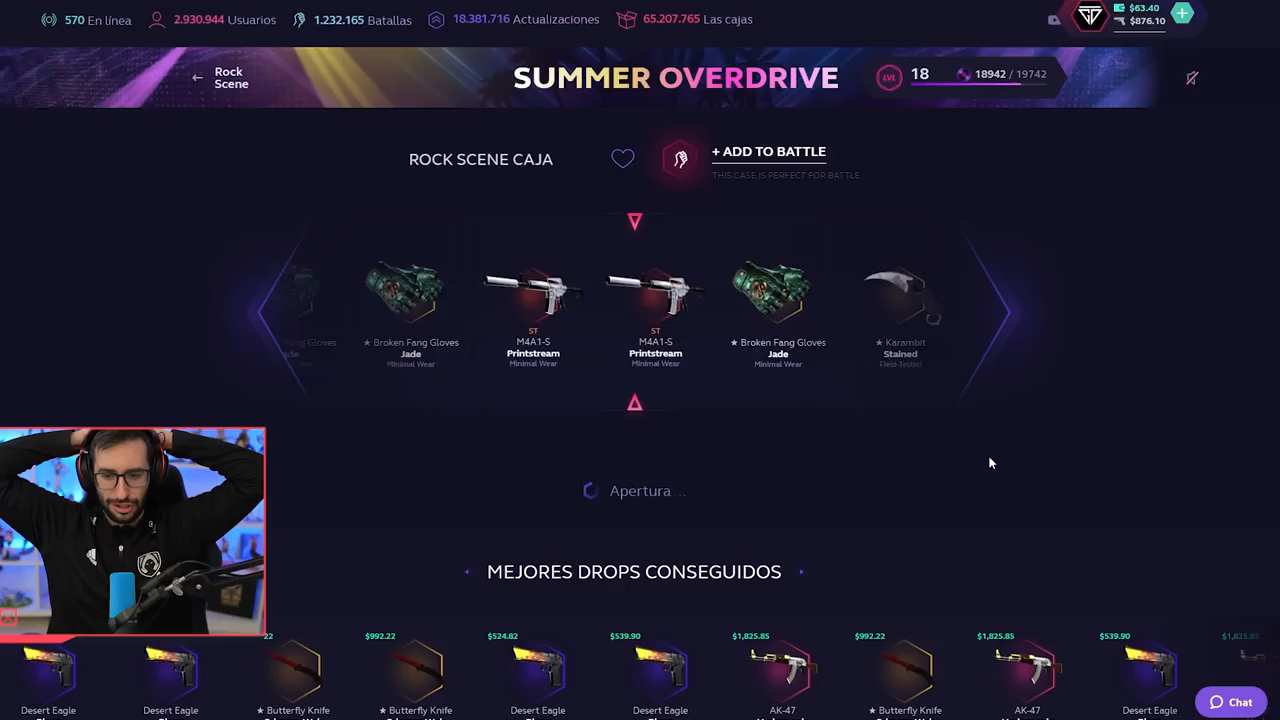 570 En línea
2.930.944 Usuarios
1.232.165 Batallas
18.381.716 Actualizaciones
65.207.765 Las cajas
$63.40
$876.10
Rock
Scene
SUMMER OVERDRIVE
LVL 18
18942 / 19742
ROCK SCENE CAJA
+ ADD TO BATTLE
THIS CASE IS PERFECT FOR BATTLE
★ Broken Fang Gloves
Jade
Minimal Wear
ST
M4A1-S
Printstream
Minimal Wear
ST
M4A1-S
Printstream
Minimal Wear
★ Broken Fang Gloves
Jade
Minimal Wear
★ Karambit
Stained
Field-Tested
Apertura ...
MEJORES DROPS CONSEGUIDOS
22
$992.22
$524.82
$539.90
$1,825.85
$992.22
$1,825.85
$539.90
$1,825.85
Desert Eagle
Desert Eagle
★ Butterfly Knife
★ Butterfly Knife
Desert Eagle
Desert Eagle
AK-47
★ Butterfly Knife
AK-47
Desert Eagle
Chat